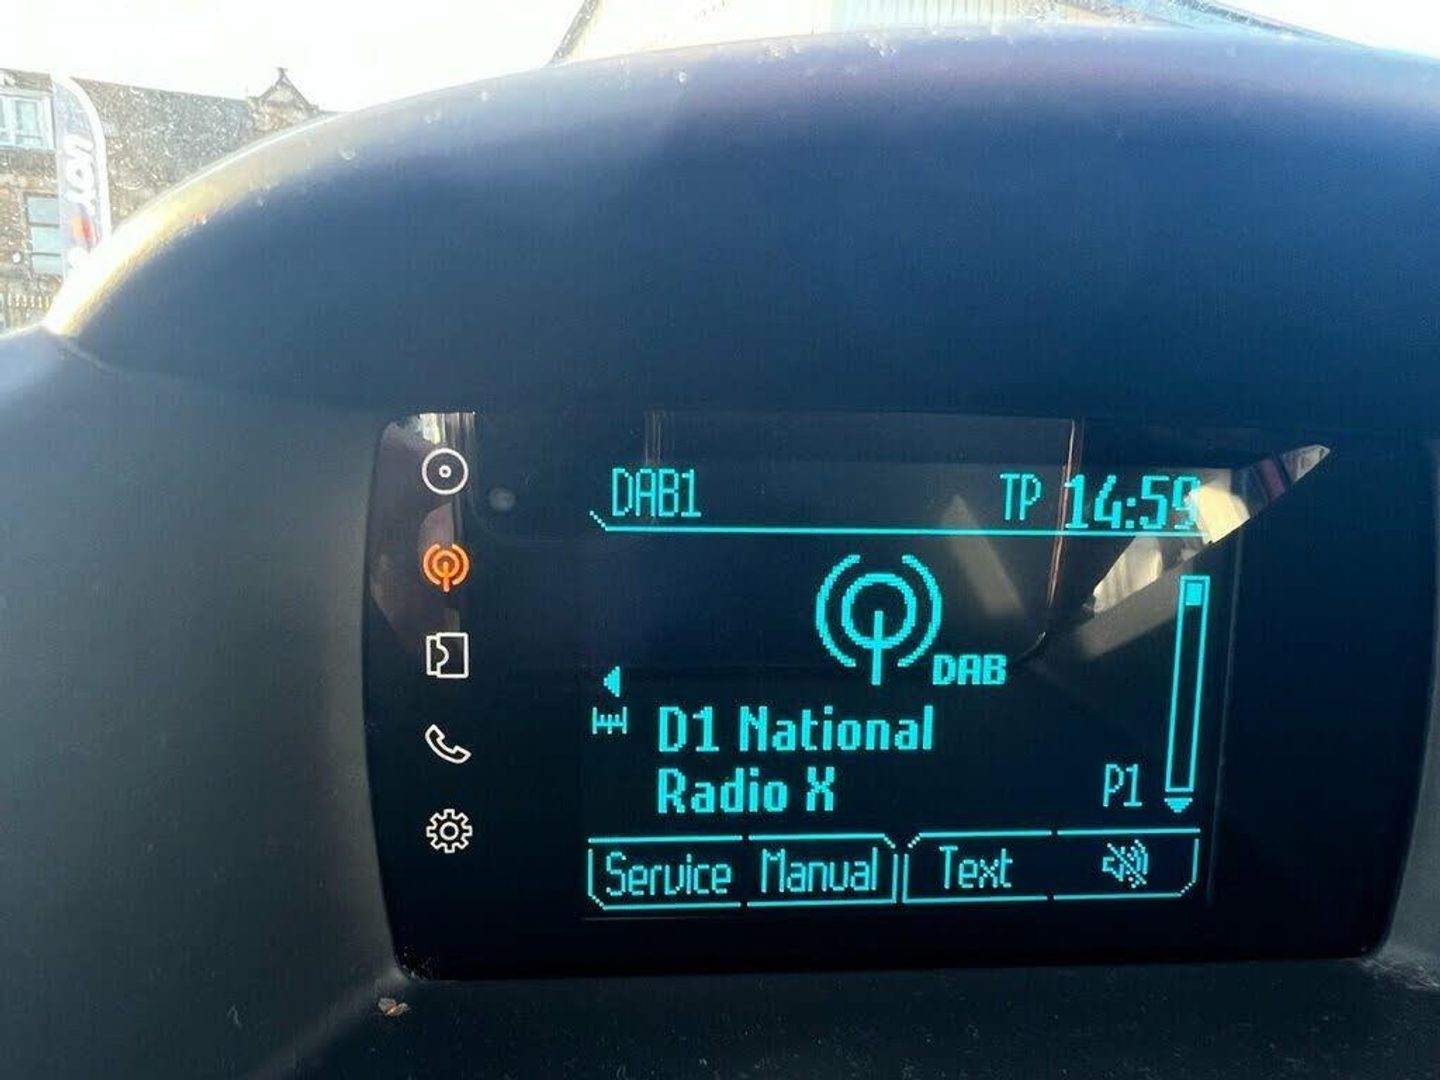 DAB1 TP 14:59
DAB
D1 National
Radio X P1
Service Manual Text